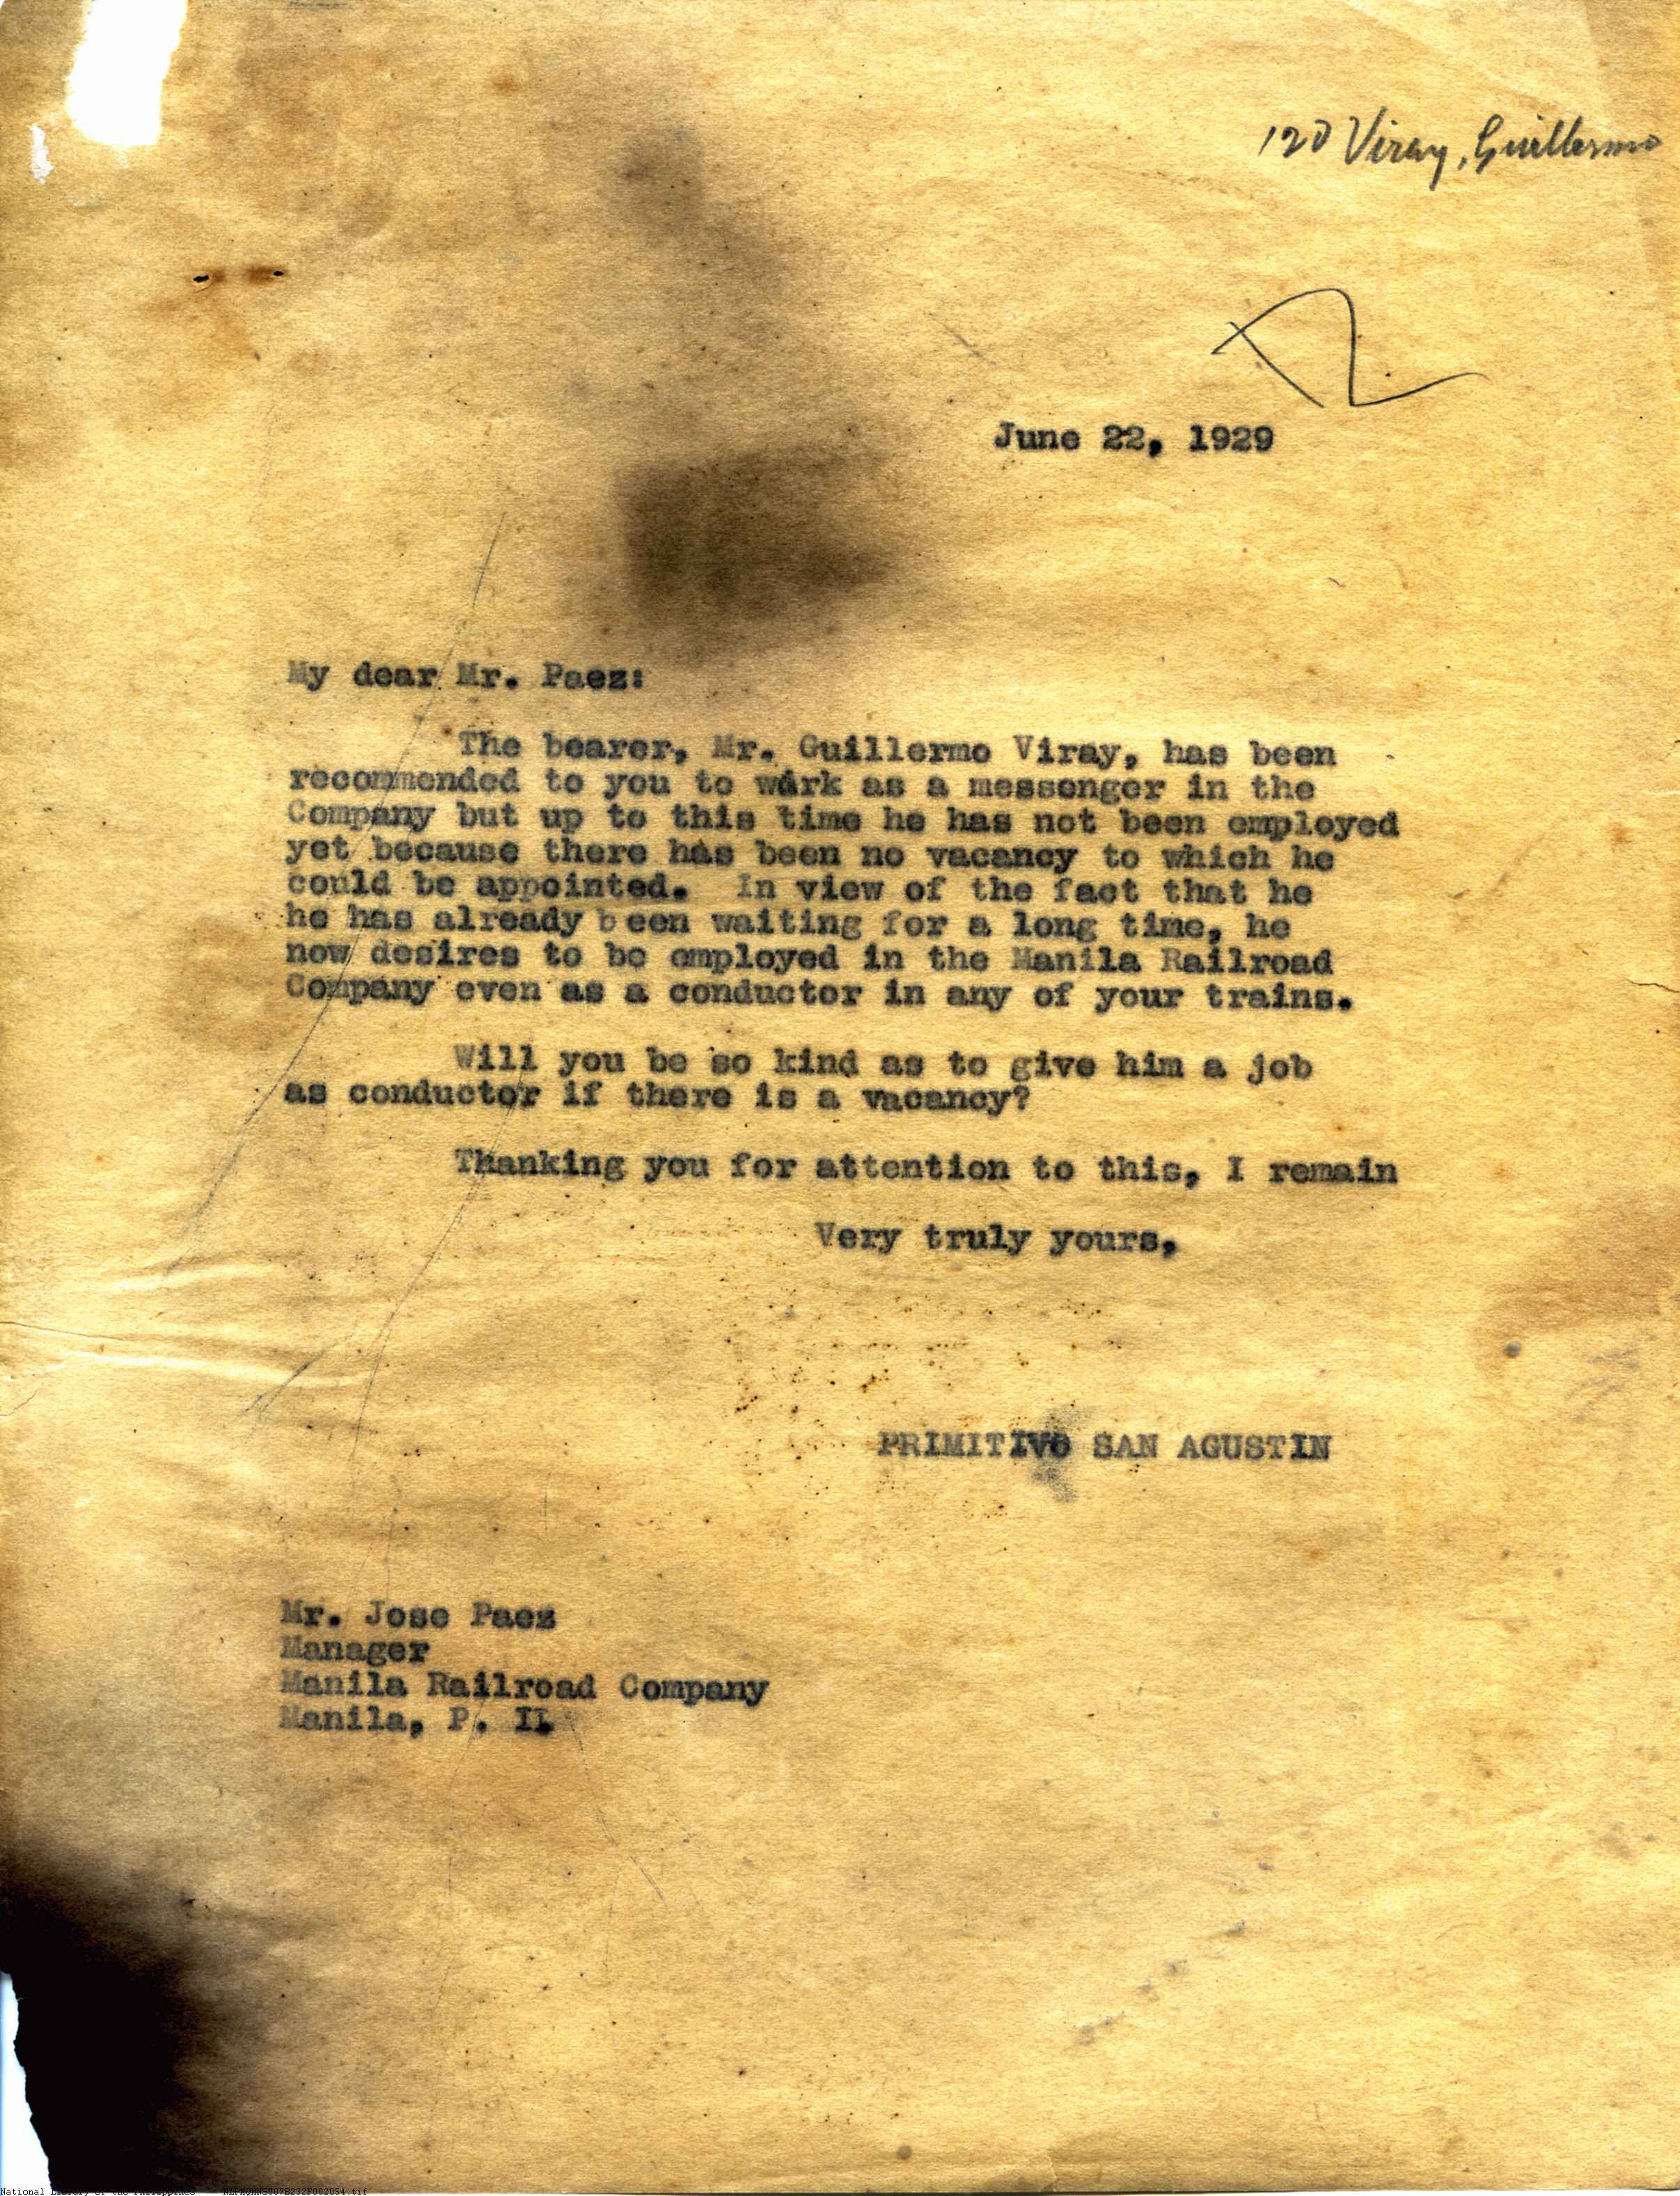 120 Viray, Guillermo
June 22, 1929
My dear Mr. Paez:
The bearer, Mr. Guillermo Viray, has been
recommended to you to work as a messenger in the
Company but up to this time he has not been employed
yet because there has been no vacancy to which he
could be appointed. In view of the fact that he
he has already been waiting for a long time, he
now desires to be employed in the Manila Railroad
Company even as a conductor in any of your trains.
Will you be so kind as to give him a job
as conductor if there is a vacancy?
Thanking you for attention to this, I remain
Very truly yours,
PRIMITIVO SAN AGUSTIN
Mr. Jose Paez
Manager
Manila Railroad Company
Manila, P. I.
National Library of the Philippines